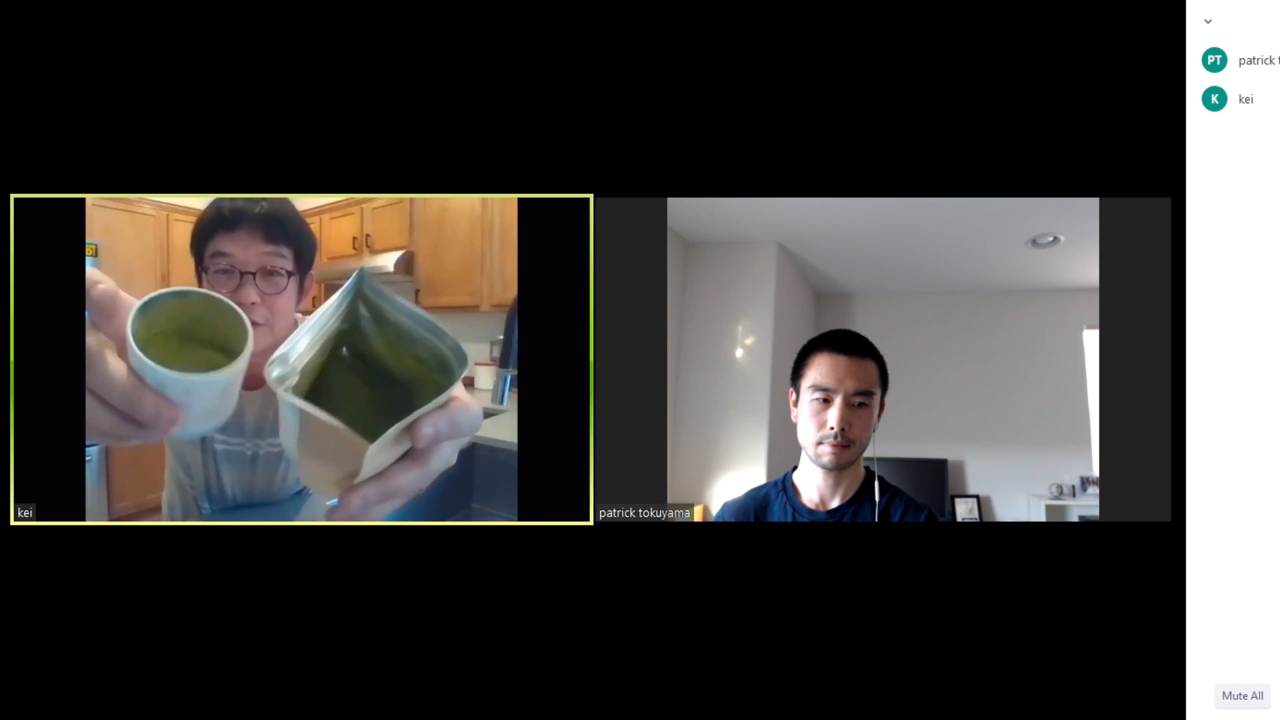 PT patrick
K kei
kei
patrick tokuyama
Mute All